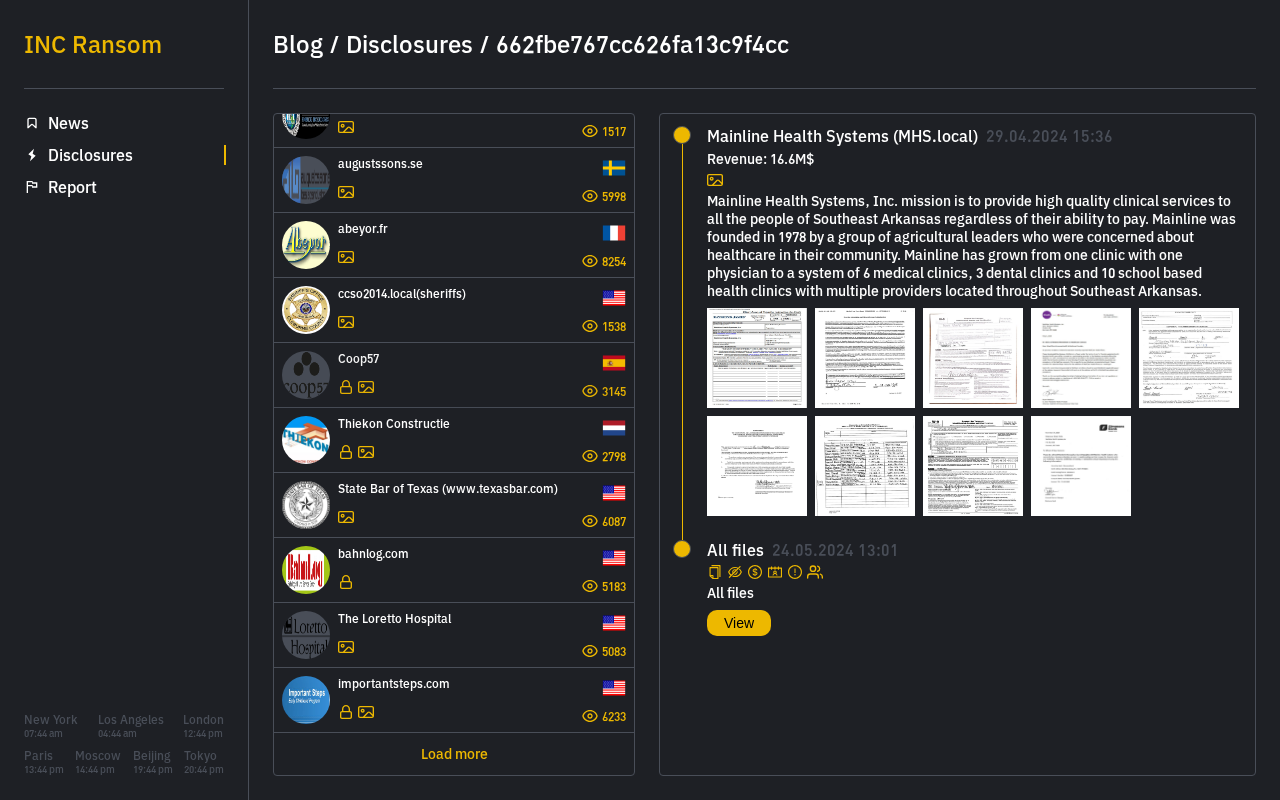 INC Ransom
Blog / Disclosures / 662fbe767cc626fa13c9f4cc
News
Disclosures
Report
1517
augustssons.se
5998
abeyor.fr
8254
ccso2014.local(sheriffs)
1538
Coop57
3145
Thiekon Constructie
2798
State Bar of Texas (www.texasbar.com)
6087
bahnlog.com
5183
The Loretto Hospital
5083
importantsteps.com
6233
Load more
Mainline Health Systems (MHS.local) 29.04.2024 15:36
Revenue: 16.6M$
Mainline Health Systems, Inc. mission is to provide high quality clinical services to
all the people of Southeast Arkansas regardless of their ability to pay. Mainline was
founded in 1978 by a group of agricultural leaders who were concerned about
healthcare in their community. Mainline has grown from one clinic with one
physician to a system of 6 medical clinics, 3 dental clinics and 10 school based
health clinics with multiple providers located throughout Southeast Arkansas.
All files 24.05.2024 13:01
All files
View
New York Los Angeles London
07:44 am 04:44 am 12:44 pm
Paris Moscow Beijing Tokyo
13:44 pm 14:44 pm 19:44 pm 20:44 pm